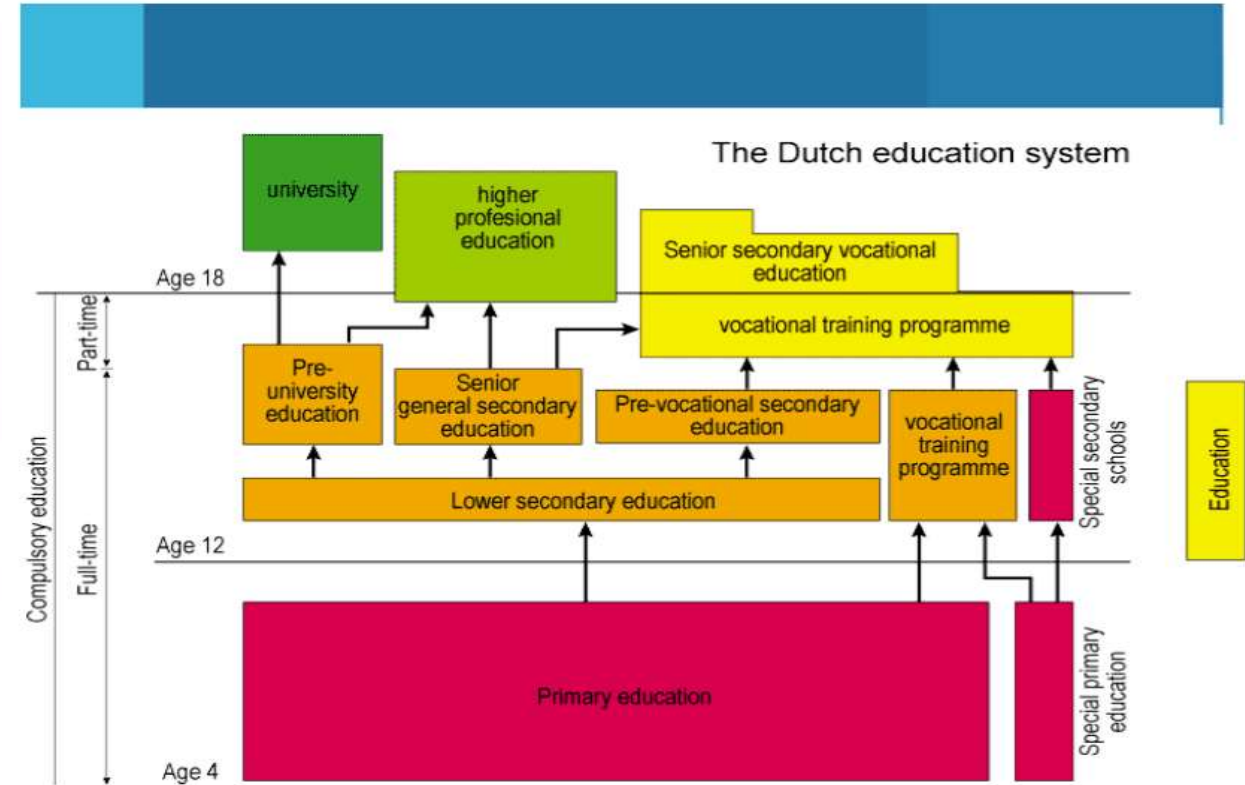 The Dutch education system
university
higher
profesional
education
Senior secondary vocational
education
Age 18
Part-time
vocational training programme
Pre-
university
education
Senior
general secondary
education
Pre-vocational secondary
education
vocational
training
programme
Special secondary
schools
Education
Compulsory education
Full-time
Lower secondary education
Age 12
Primary education
Special primary
education
Age 4